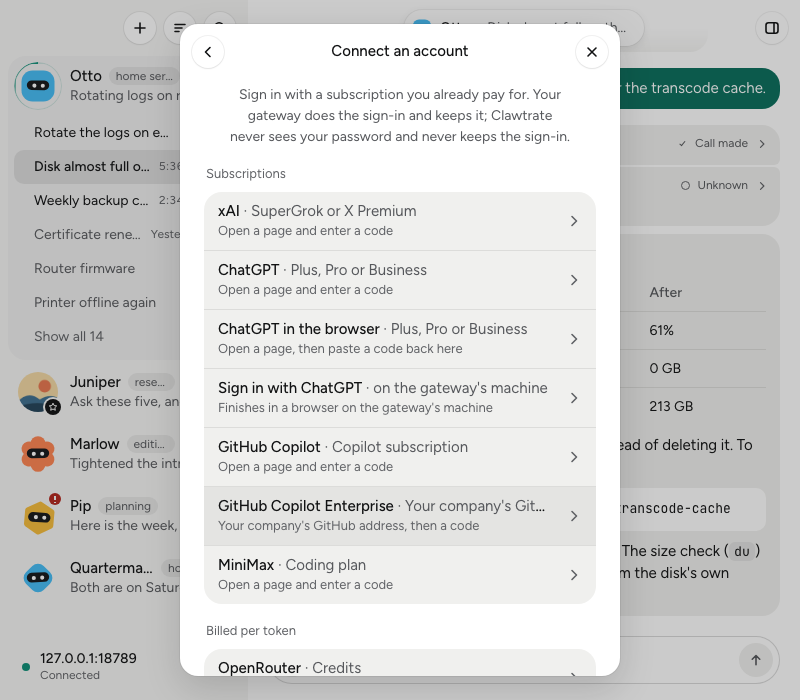 Connect an account
Sign in with a subscription you already pay for. Your
gateway does the sign-in and keeps it; Clawtrate
never sees your password and never keeps the sign-in.
Subscriptions
xAI · SuperGrok or X Premium
Open a page and enter a code
ChatGPT · Plus, Pro or Business
Open a page and enter a code
ChatGPT in the browser · Plus, Pro or Business
Open a page, then paste a code back here
Sign in with ChatGPT · on the gateway's machine
Finishes in a browser on the gateway's machine
GitHub Copilot · Copilot subscription
Open a page and enter a code
GitHub Copilot Enterprise · Your company's Git...
Your company's GitHub address, then a code
MiniMax · Coding plan
Open a page and enter a code
Billed per token
OpenRouter · Credits
Otto home ser...
Rotating logs on
Rotate the logs on e...
Disk almost full o... 5:36
Weekly backup c... 2:34
Certificate rene... Yeste
Router firmware
Printer offline again
Show all 14
Juniper rese...
Ask these five, an
Marlow editi...
Tightened the intr
Pip planning
Here is the week,
Quarterma...
Both are on Satur
127.0.0.1:18789
Connected
the transcode cache.
Call made
Unknown
After
61%
0 GB
213 GB
ead of deleting it. To
transcode-cache
The size check ( du )
m the disk's own